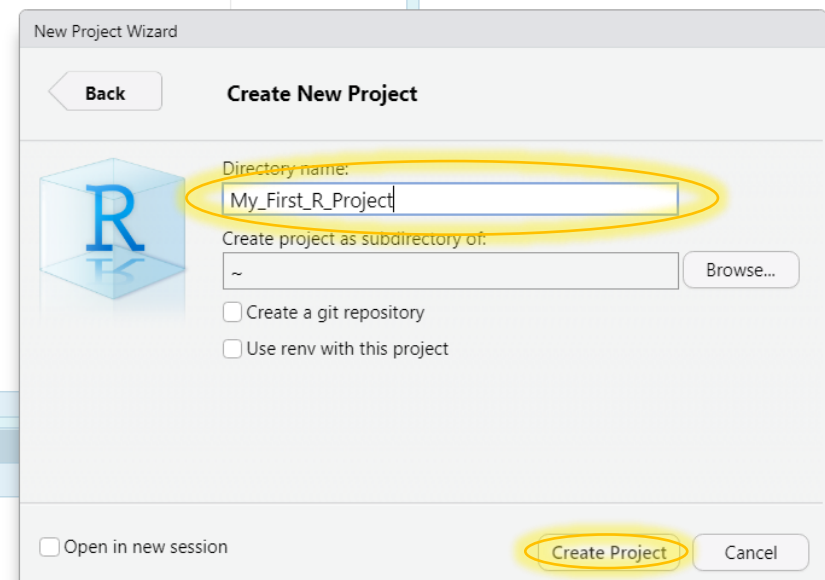 New Project Wizard
Back
Create New Project
R
Directory name:
My_First_R_Project
Create project as subdirectory of:
~
Browse...
Create a git repository
Use renv with this project
Open in new session
Create Project
Cancel